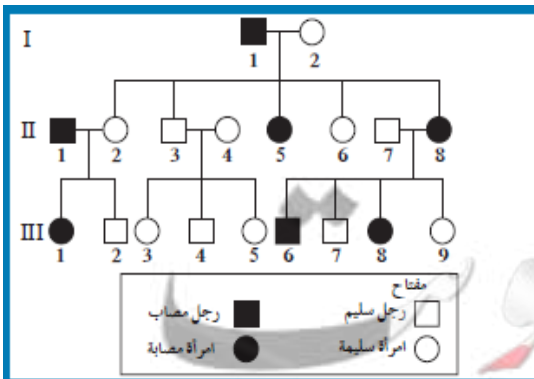 I
1 2
II
1 2 3 4 5 6 7 8
III
1 2 3 4 5 6 7 8 9
مفتاح
رجل سليم رجل مصاب
امرأة سليمة امرأة مصابة